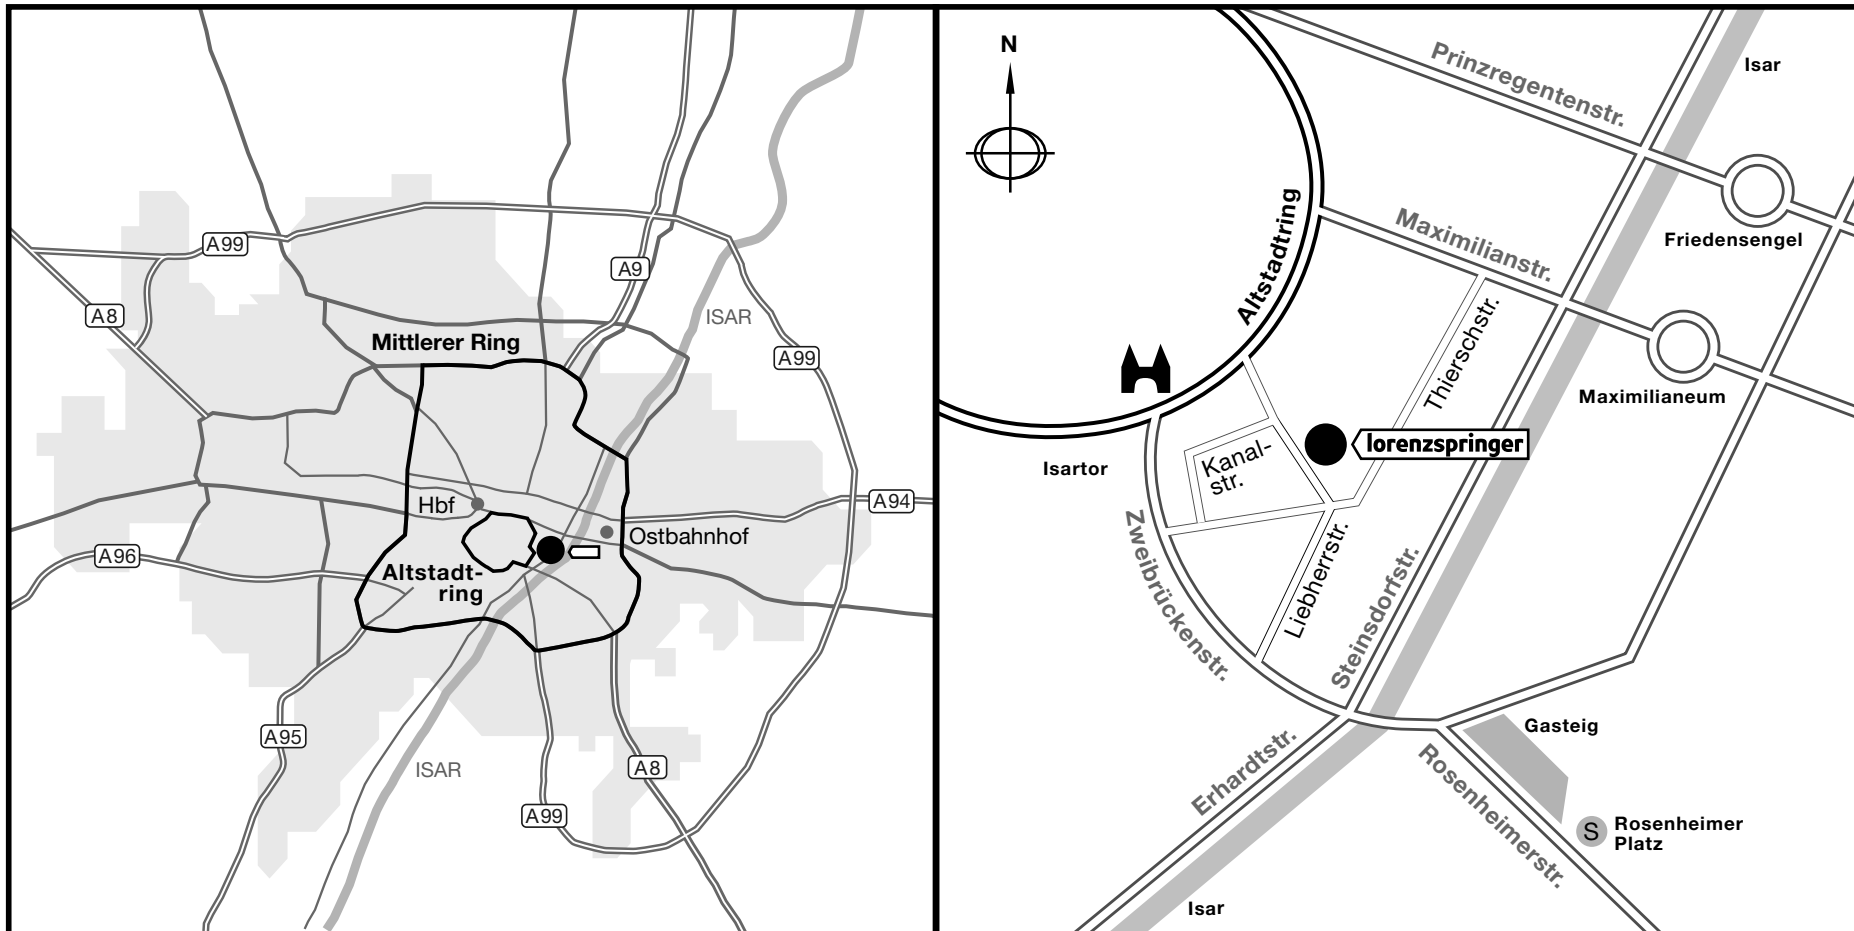 A99
A9
A8
ISAR
Mittlerer Ring
A99
Hbf
A94
Ostbahnhof
A96
Altstadt-
ring
A95
ISAR
A8
A99
N
Prinzregentenstr.
Isar
Altstadtring
Maximilianstr.
Friedensengel
Thierschstr.
Maximilianeum
lorenzspringer
Isartor
Kanal-
str.
Zweibrückenstr.
Liebherrstr.
Steinsdorfstr.
Gasteig
Erhardtstr.
Rosenheimerstr.
S
Rosenheimer
Platz
Isar